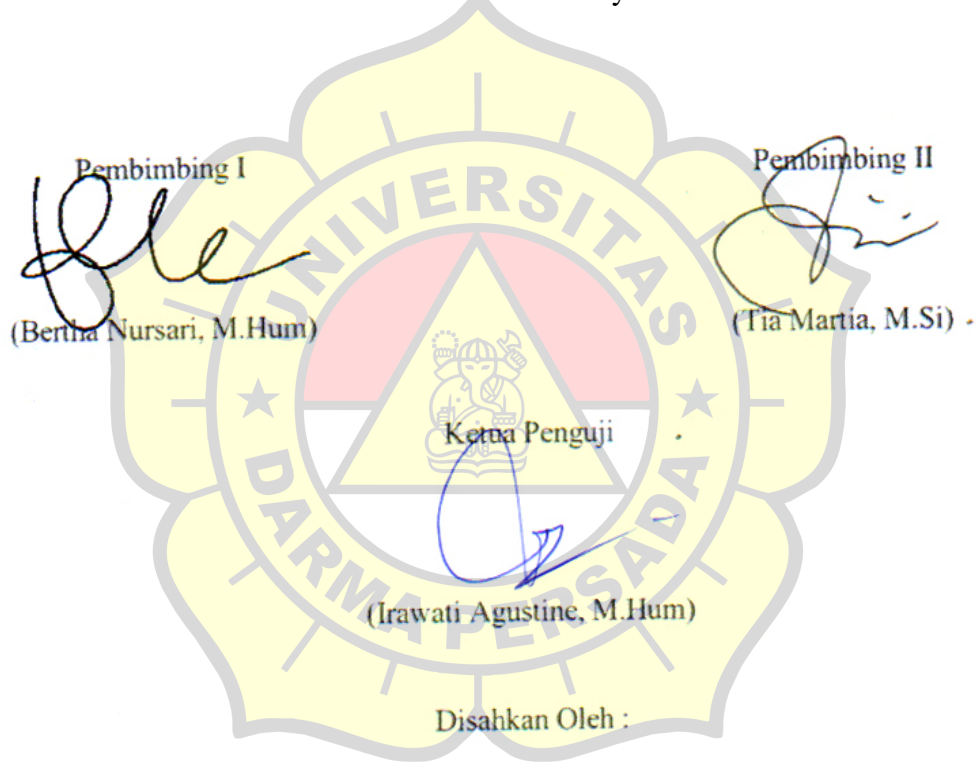 Pembimbing I
Pembimbing II
(Bertha Nursari, M.Hum)
(Tia Martia, M.Si)
Ketua Penguji
(Irawati Agustine, M.Hum)
Disahkan Oleh :
UNIVERSITAS
DARMA PERSADA